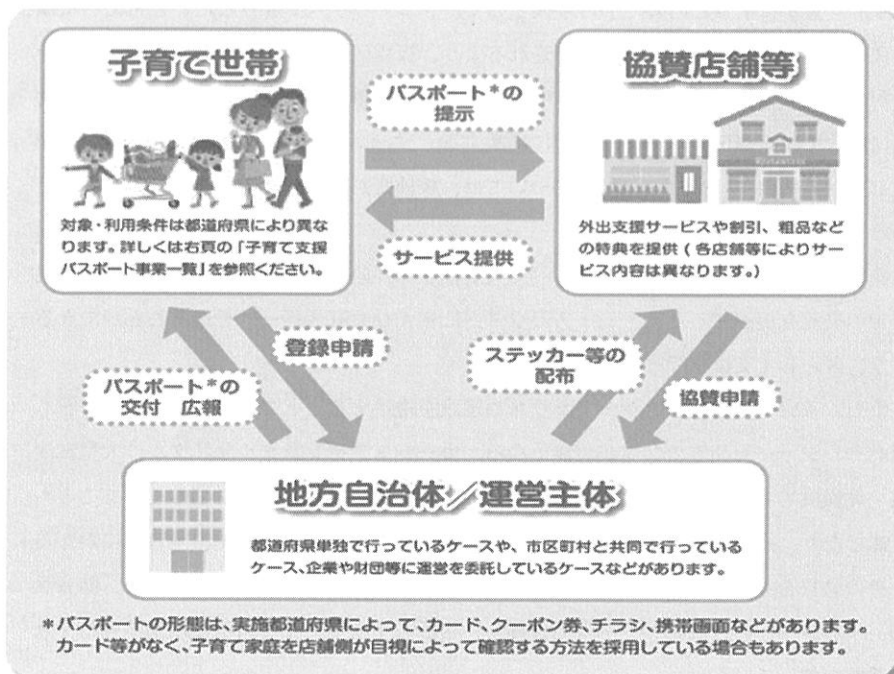 子育て世帯
対象・利用条件は都道府県により異な
ります。詳しくは右頁の「子育て支援
パスポート事業一覧」を参照ください。
パスポート*の
提示
サービス提供
協賛店舗等
外出支援サービスや割引、粗品など
の特典を提供(各店舗等によりサー
ビス内容は異なります。)
登録申請
パスポート*の
交付 広報
ステッカー等の
配布
協賛申請
地方自治体/運営主体
都道府県単独で行っているケースや、市区町村と共同で行っている
ケース、企業や財団等に運営を委託しているケースなどがあります。
*パスポートの形態は、実施都道府県によって、カード、クーポン券、チラシ、携帯画面などがあります。
カード等がなく、子育て家庭を店舗側が目視によって確認する方法を採用している場合もあります。